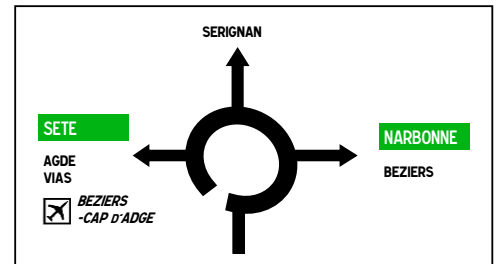 SERIGNAN
SETE
AGDE
VIAS
BEZIERS
-CAP D'ADGE
NARBONNE
BEZIERS